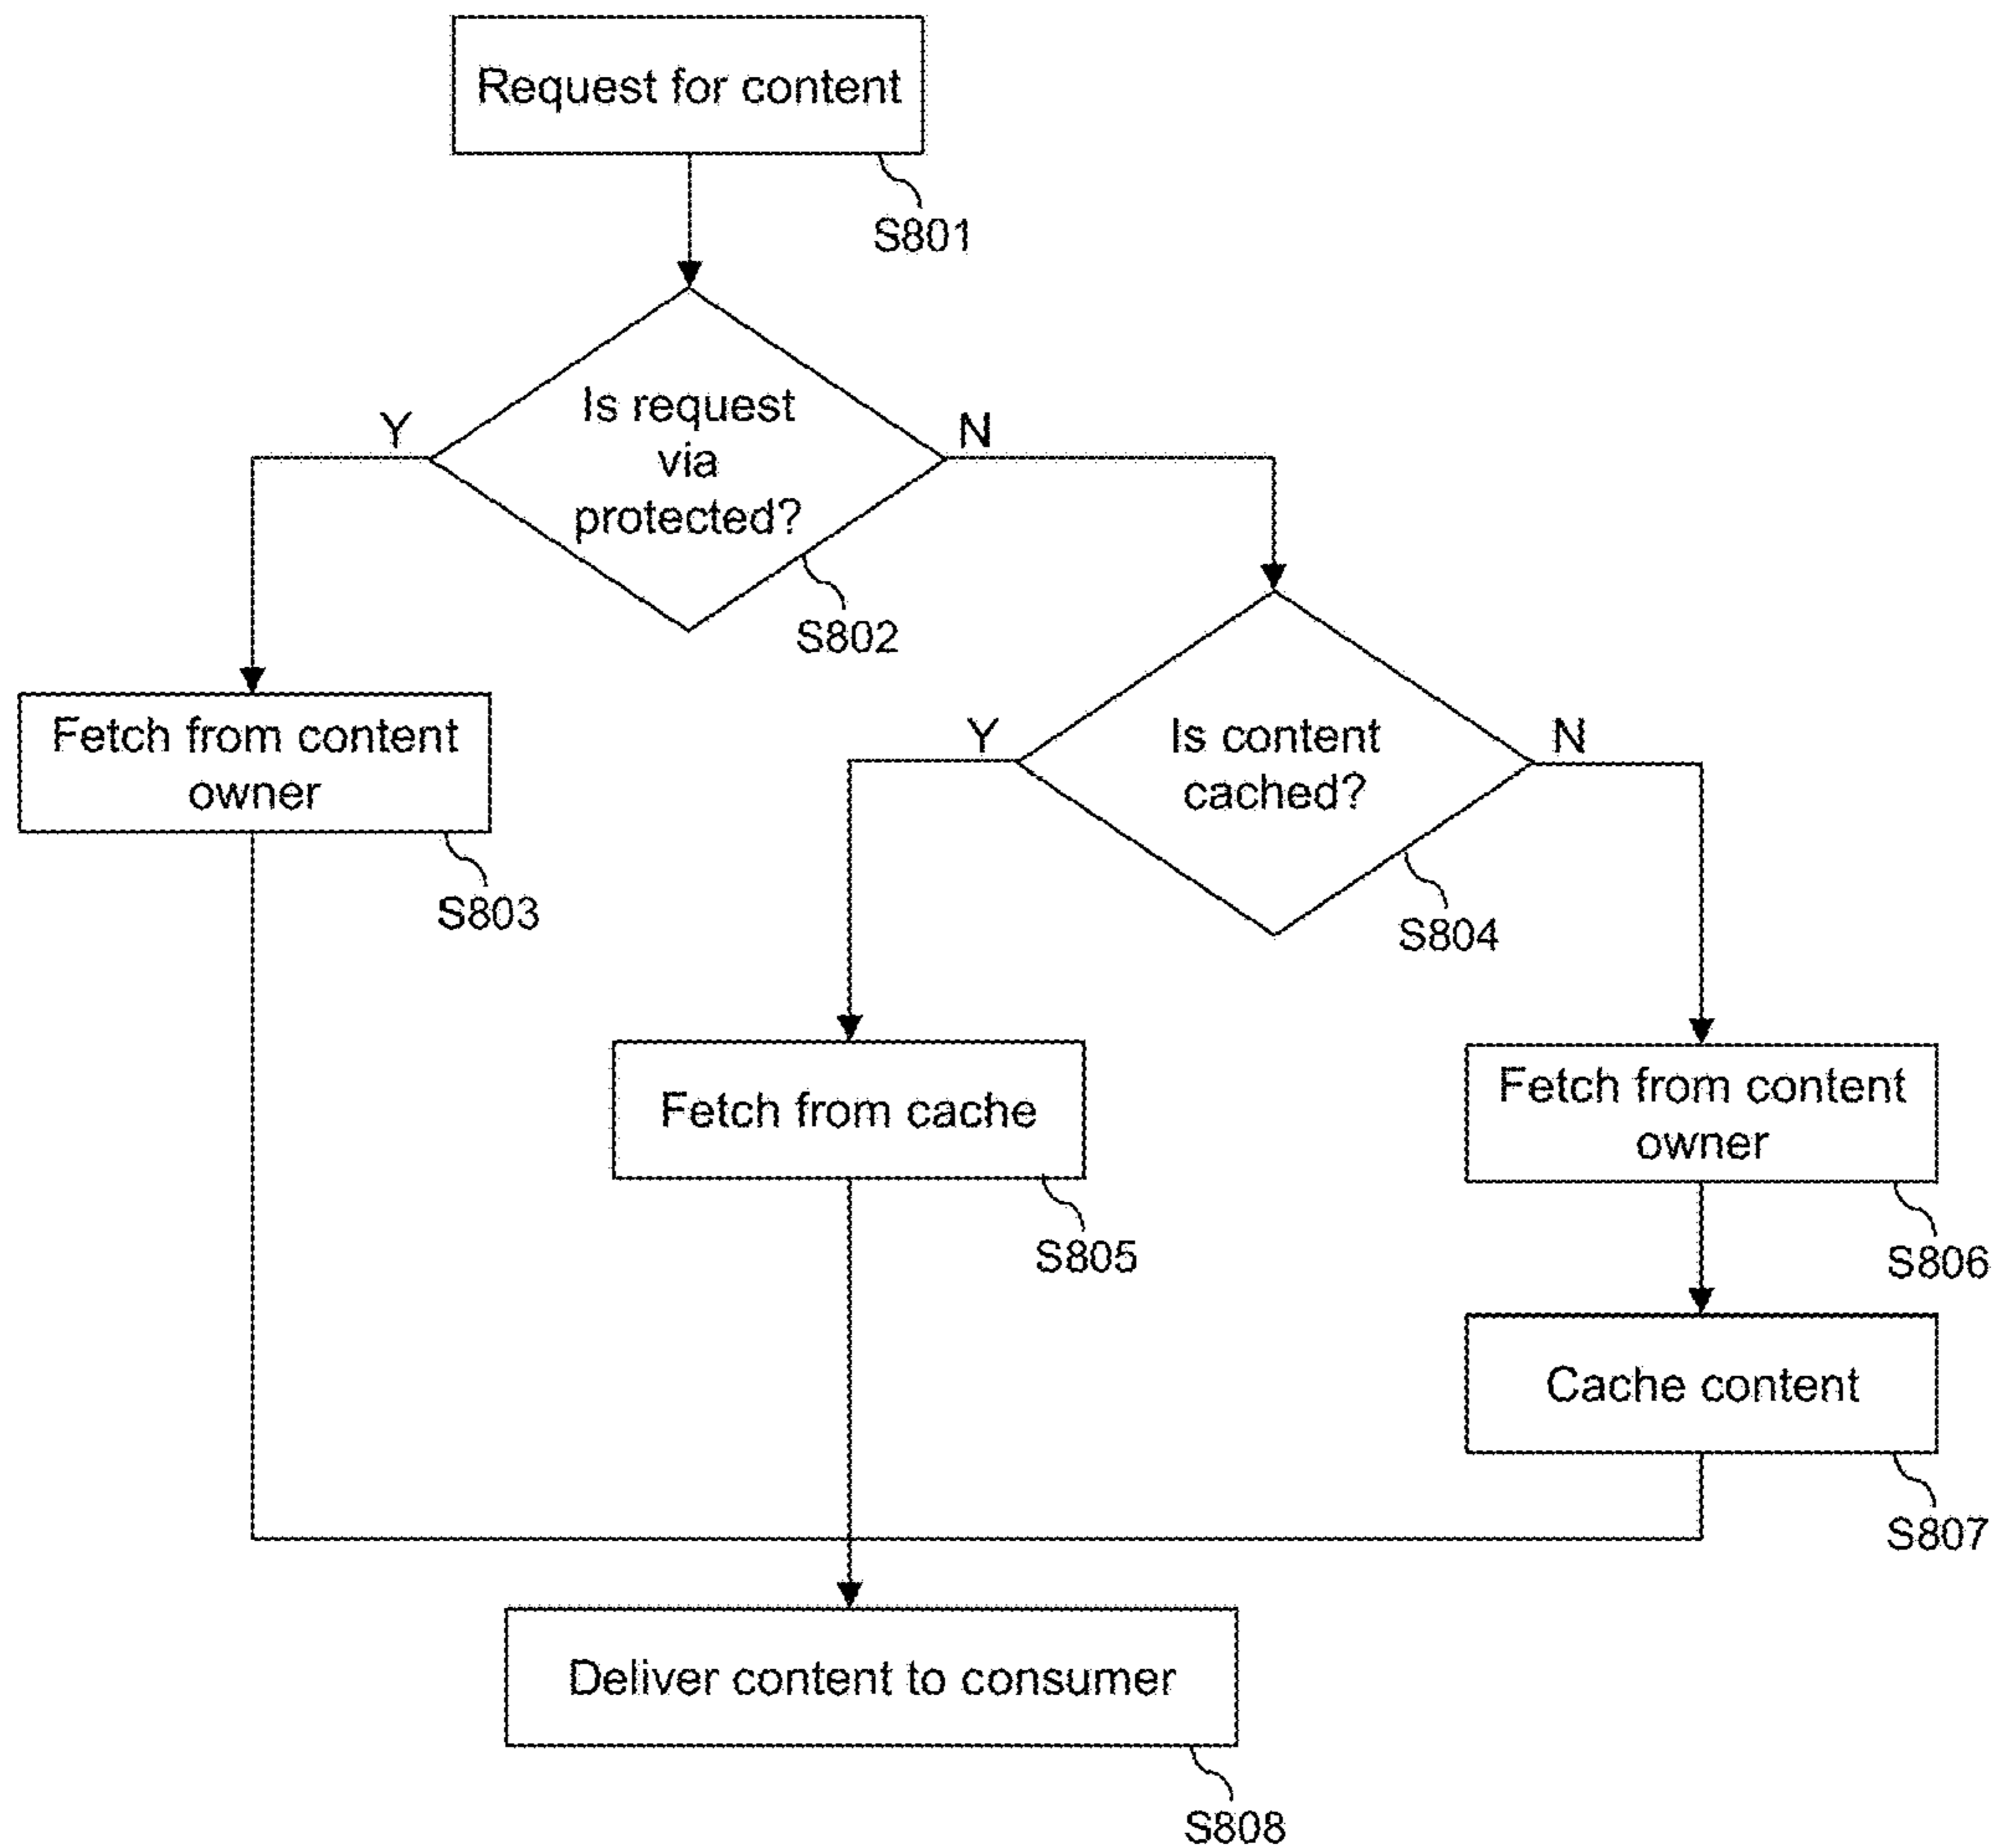 Request for content
S801
Is request
via
protected?
Y
N
S802
Fetch from content
owner
S803
Is content
cached?
Y
N
S804
Fetch from cache
S805
Fetch from content
owner
S806
Cache content
S807
Deliver content to consumer
S808